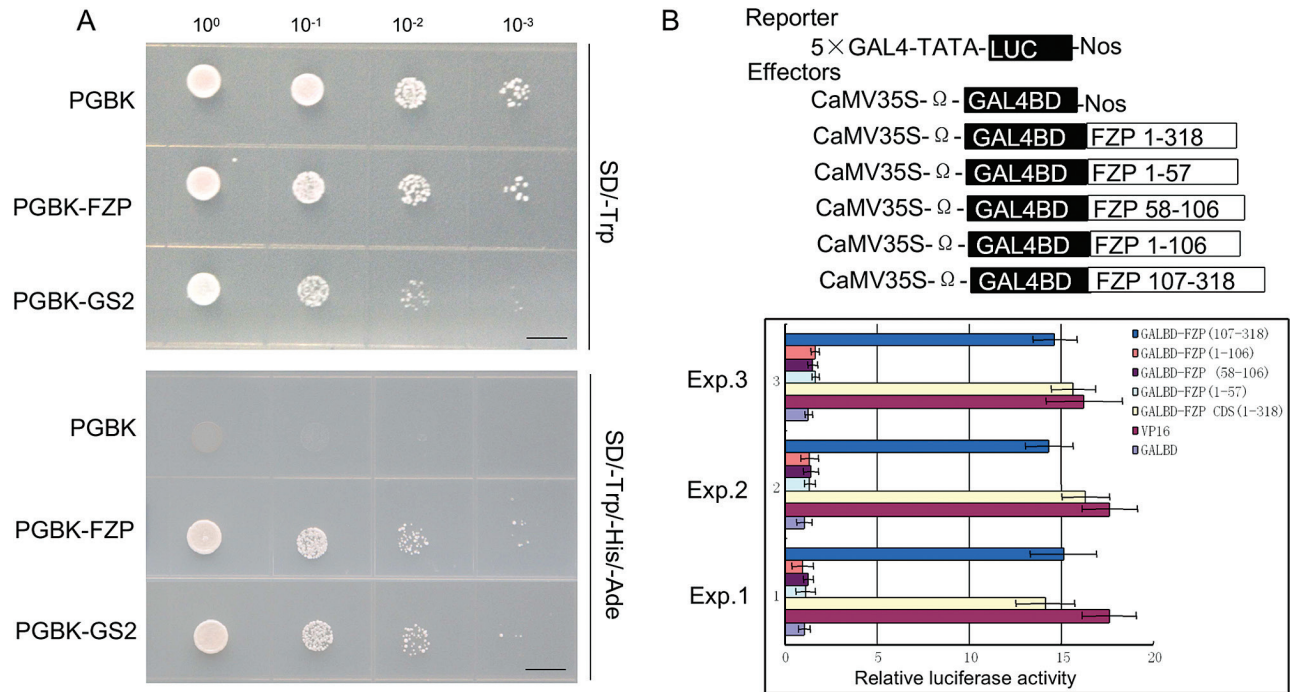 A
10⁰ 10⁻¹ 10⁻² 10⁻³
PGBK
PGBK-FZP
PGBK-GS2
SD/-Trp
PGBK
PGBK-FZP
PGBK-GS2
SD/-Trp/-His/-Ade
B
Reporter
5×GAL4-TATA-LUC-Nos
Effectors
CaMV35S-Ω-GAL4BD-Nos
CaMV35S-Ω-GAL4BD FZP 1-318
CaMV35S-Ω-GAL4BD FZP 1-57
CaMV35S-Ω-GAL4BD FZP 58-106
CaMV35S-Ω-GAL4BD FZP 1-106
CaMV35S-Ω-GAL4BD FZP 107-318
Exp.3 3
Exp.2 2
Exp.1 1
GALBD-FZP(107-318)
GALBD-FZP(1-106)
GALBD-FZP (58-106)
GALBD-FZP(1-57)
GALBD-FZP CDS(1-318)
VP16
GALBD
0 5 10 15 20
Relative luciferase activity